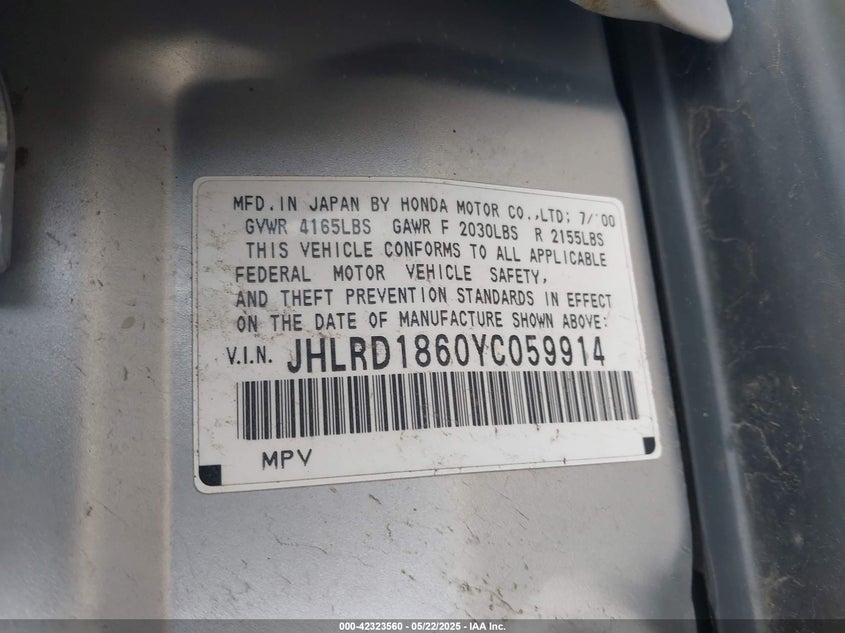 MFD. IN JAPAN BY HONDA MOTOR CO.,LTD; 7/'00
GVWR 4165LBS GAWR F 2030LBS R 2155LBS
THIS VEHICLE CONFORMS TO ALL APPLICABLE
FEDERAL MOTOR VEHICLE SAFETY,
AND THEFT PREVENTION STANDARDS IN EFFECT
ON THE DATE OF MANUFACTURE SHOWN ABOVE:
V.I.N. JHLRD1860YC059914
MPV
000-42323560 - 05/22/2025 - IAA Inc.